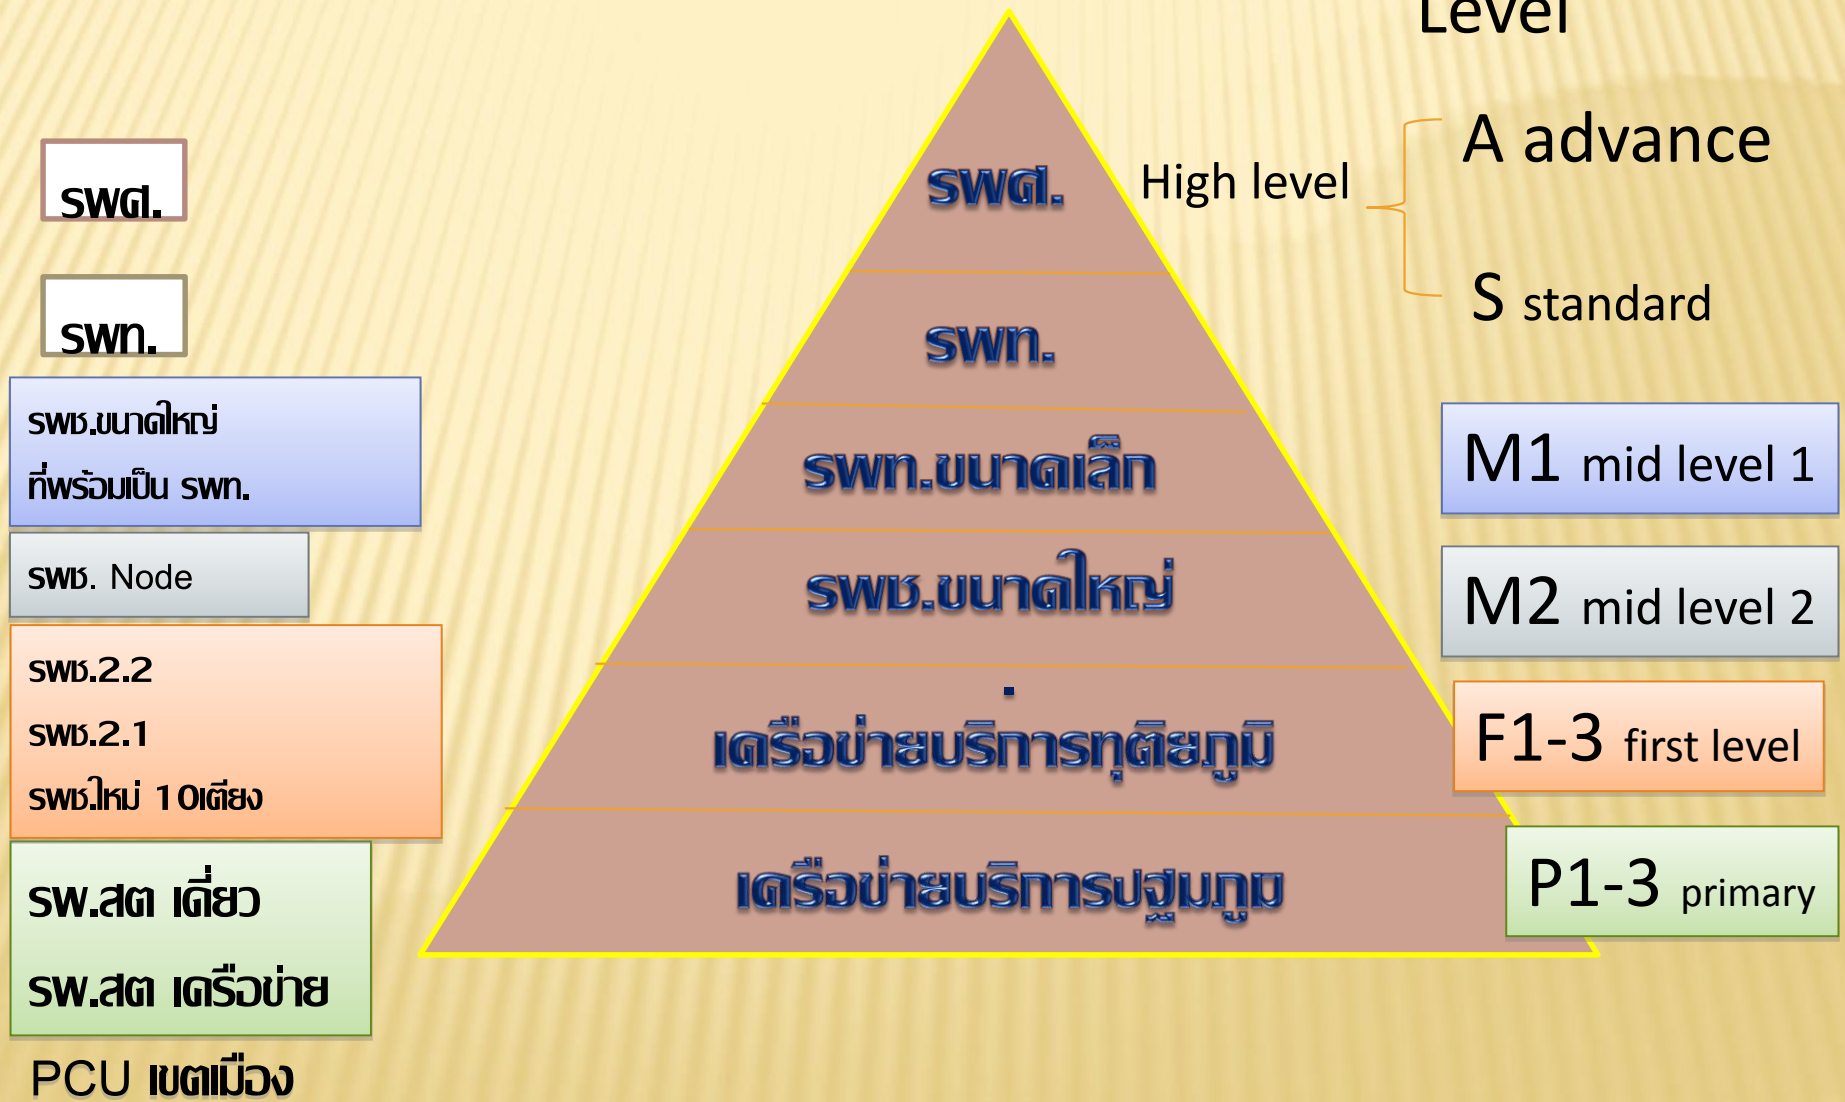 Level
รพศ.
รพท.
รพช.ขนาดใหญ่
ที่พร้อมเป็น รพท.
รพช. Node
รพช.2.2
รพช.2.1
รพช.ใหม่ 10เตียง
รพ.สต เดี่ยว
รพ.สต เครือข่าย
PCU เขตเมือง
รพศ.
รพท.
รพท.ขนาดเล็ก
รพช.ขนาดใหญ่
.
เครือข่ายบริการทุติยภูมิ
เครือข่ายบริการปฐมภูม
High level
A advance
S standard
M1 mid level 1
M2 mid level 2
F1-3 first level
P1-3 primary